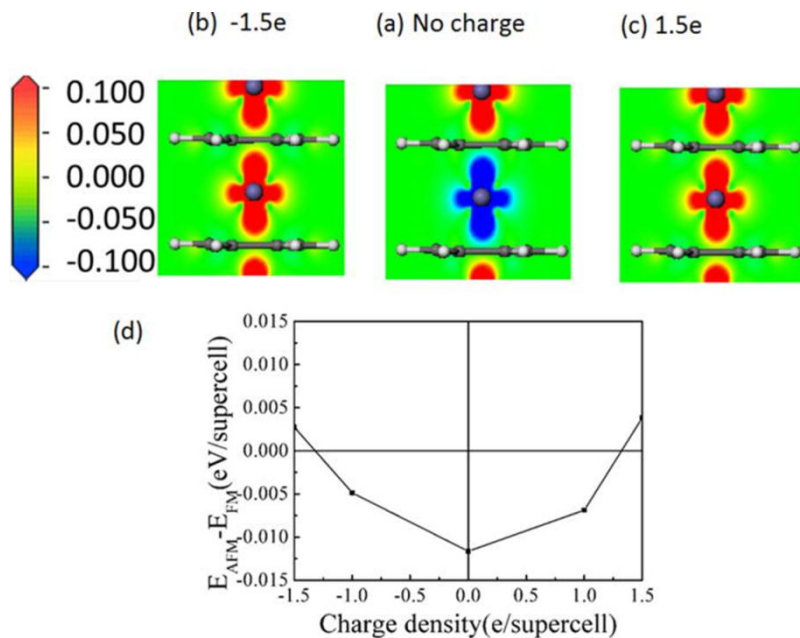 (b) -1.5e
(a) No charge
(c) 1.5e
0.100
0.050
0.000
-0.050
-0.100
(d)
E_AFM-E_FM(eV/supercell)
0.015
0.010
0.005
0.000
-0.005
-0.010
-0.015
-1.5 -1.0 -0.5 0.0 0.5 1.0 1.5
Charge density(e/supercell)